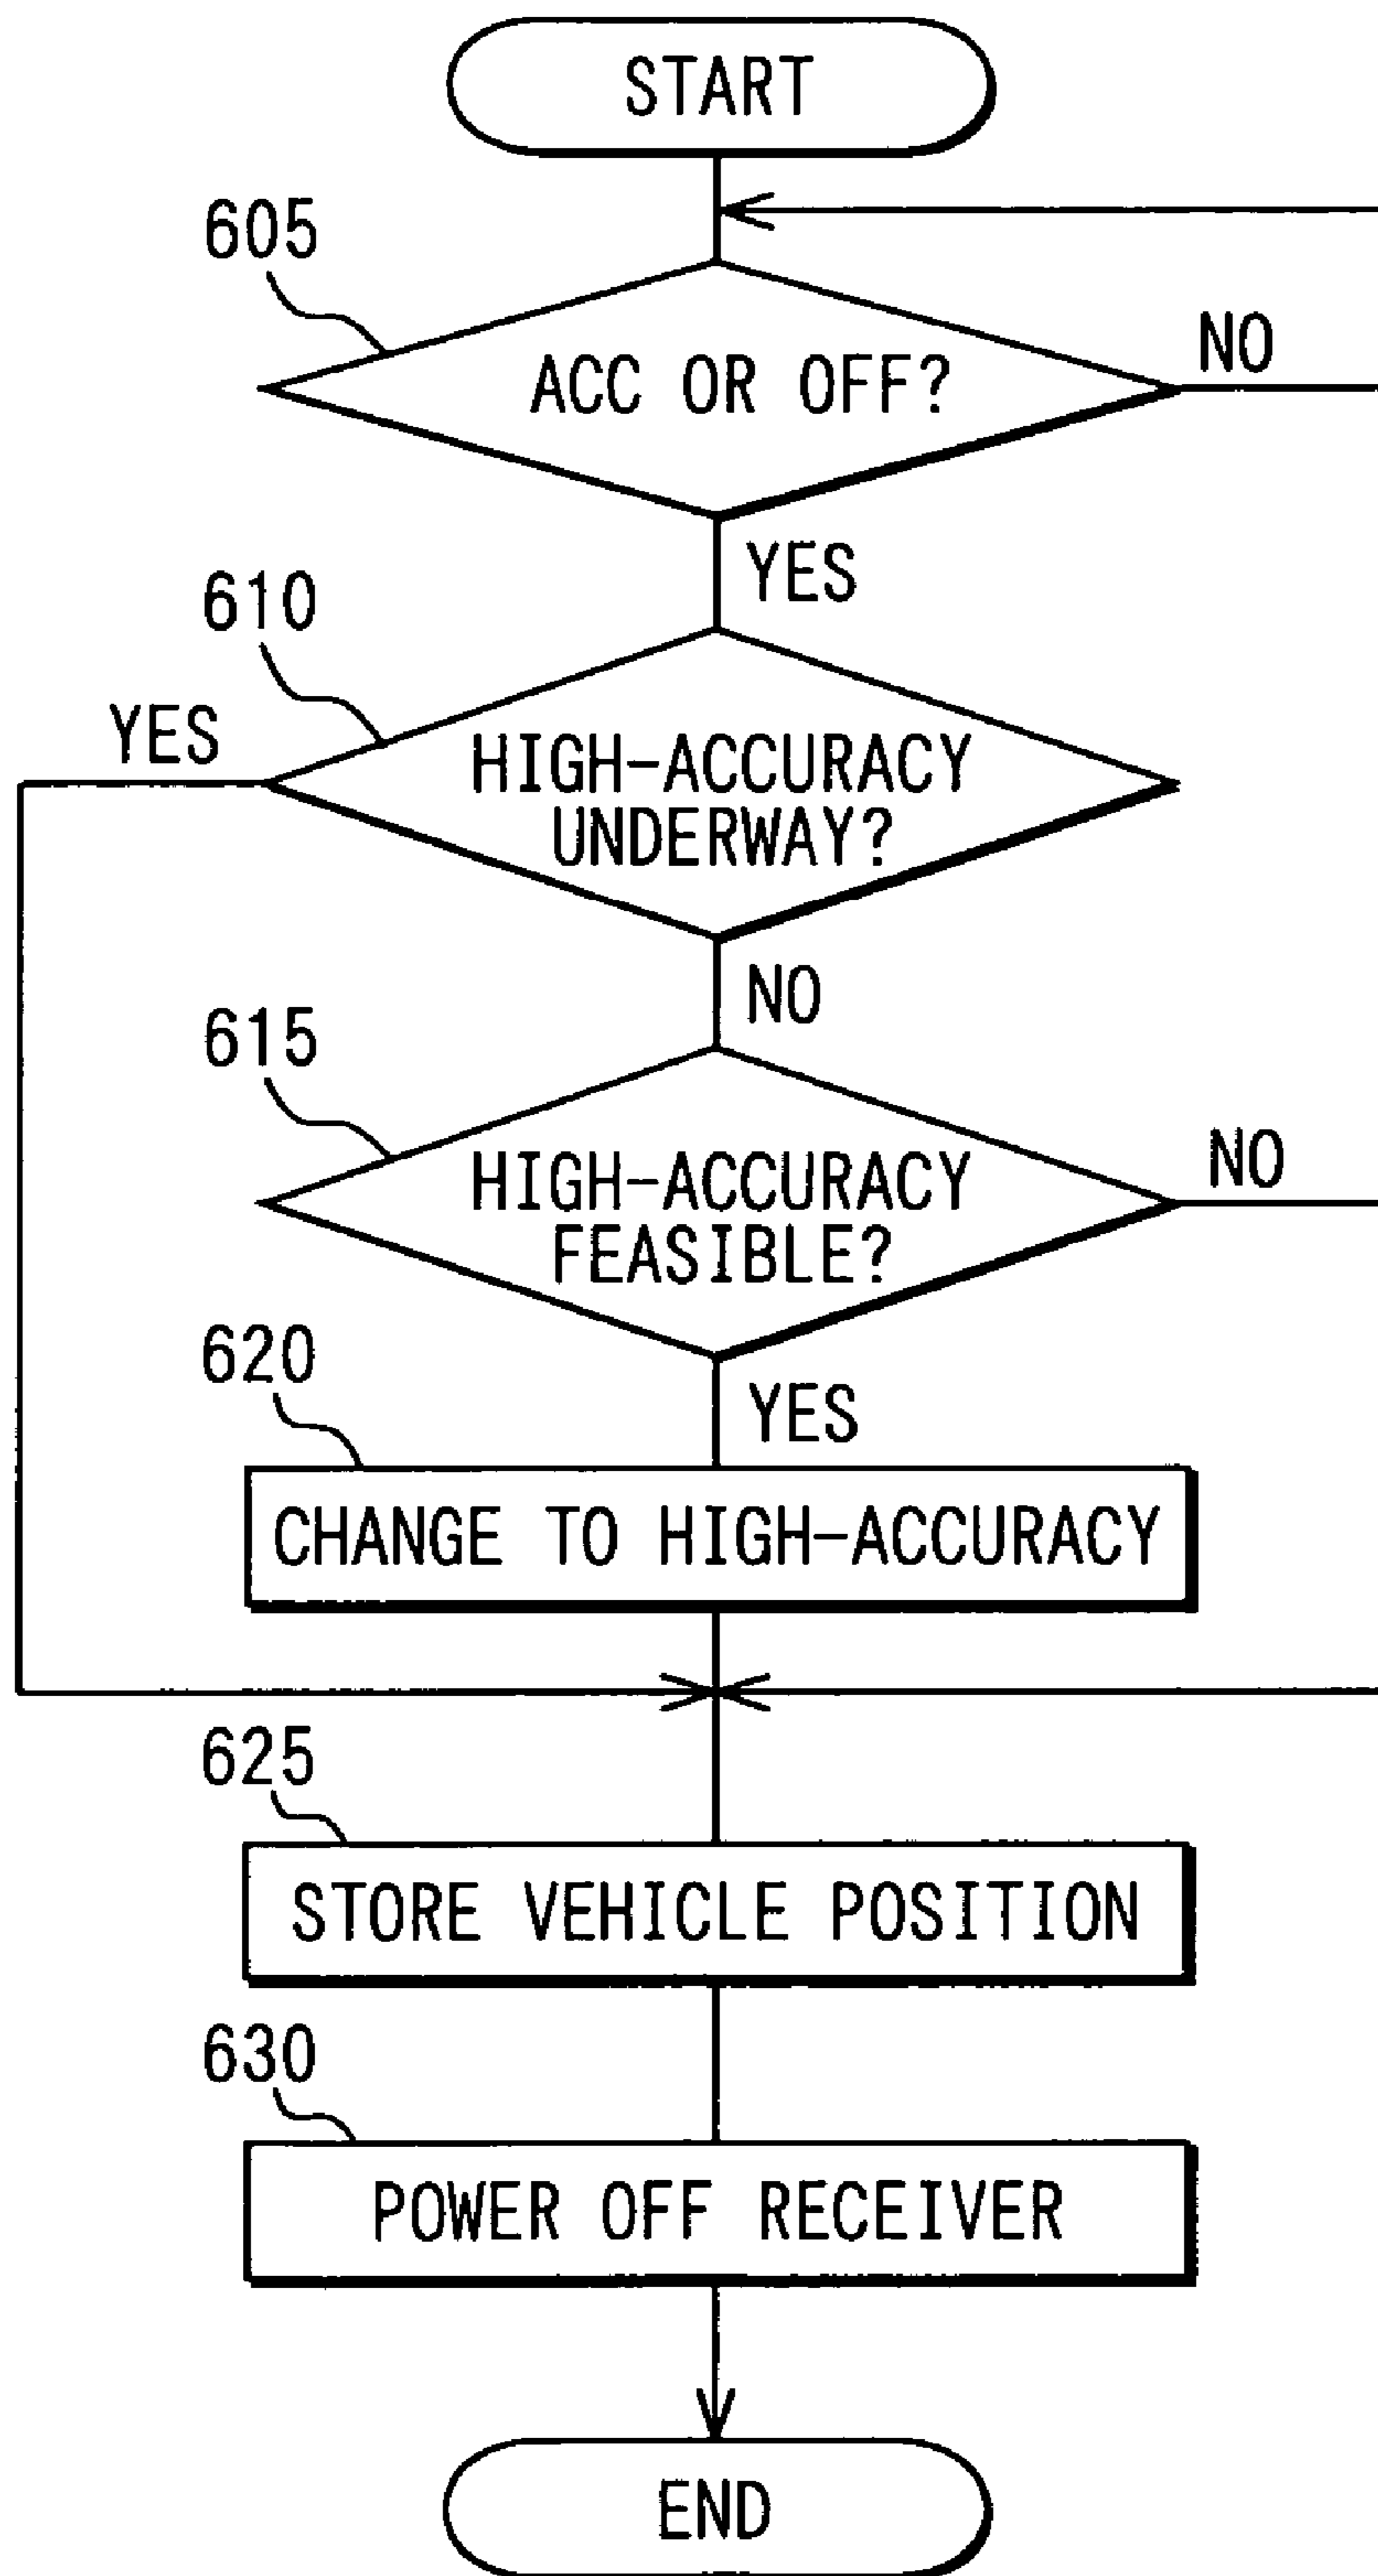 START
605
ACC OR OFF?
NO
YES
610
YES
HIGH-ACCURACY
UNDERWAY?
NO
615
HIGH-ACCURACY
FEASIBLE?
NO
620
YES
CHANGE TO HIGH-ACCURACY
625
STORE VEHICLE POSITION
630
POWER OFF RECEIVER
END